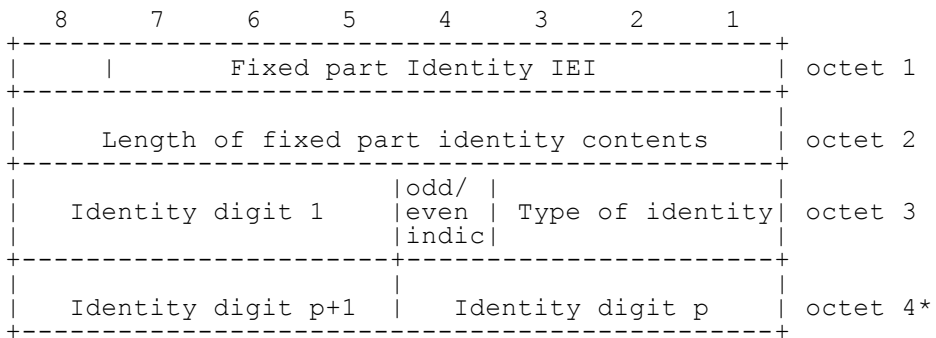 8 7 6 5 4 3 2 1
Fixed part Identity IEI octet 1
Length of fixed part identity contents octet 2
odd/
Identity digit 1 even Type of identity octet 3
indic
Identity digit p+1 Identity digit p octet 4*